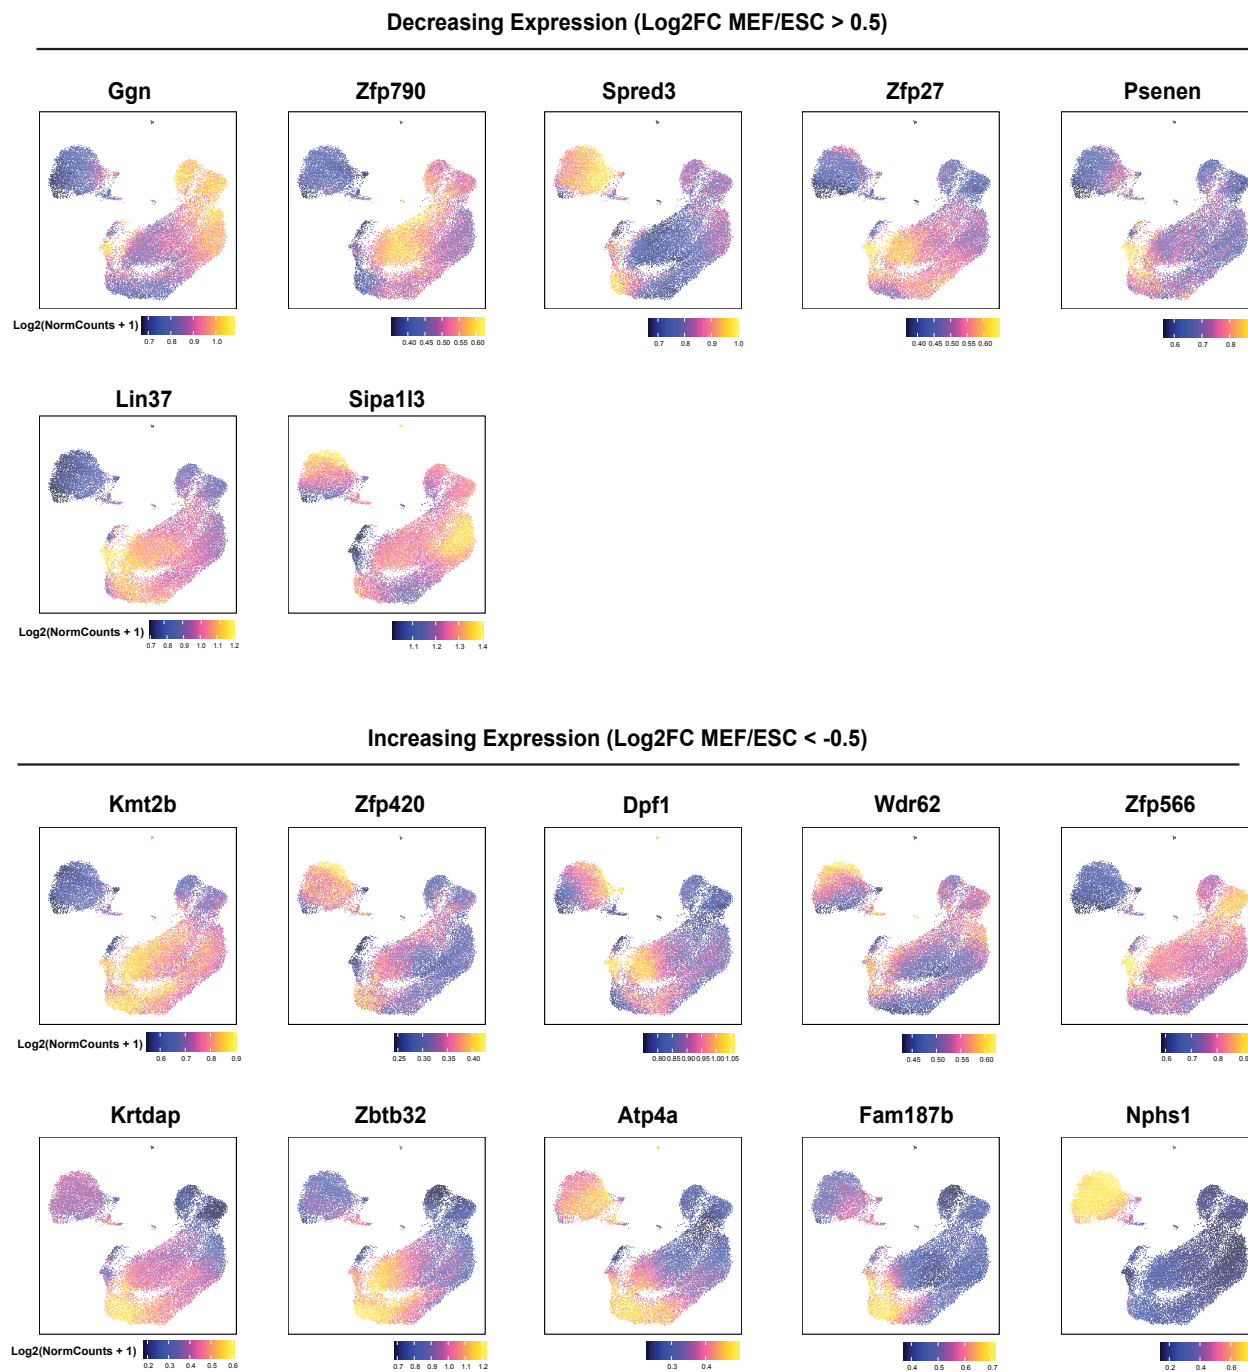 Decreasing Expression (Log2FC MEF/ESC > 0.5)
Ggn Zfp790 Spred3 Zfp27 Psenen
Log2(NormCounts + 1)
0.7 0.8 0.9 1.0
0.40 0.45 0.50 0.55 0.60
0.7 0.8 0.9 1.0
0.40 0.45 0.50 0.55 0.60
0.6 0.7 0.8
Lin37 Sipa1l3
Log2(NormCounts + 1)
0.7 0.8 0.9 1.0 1.1 1.2
1.1 1.2 1.3 1.4
Increasing Expression (Log2FC MEF/ESC < -0.5)
Kmt2b Zfp420 Dpf1 Wdr62 Zfp566
Log2(NormCounts + 1)
0.6 0.7 0.8 0.9
0.25 0.30 0.35 0.40
0.80 0.85 0.90 0.95 1.00 1.05
0.45 0.50 0.55 0.60
0.6 0.7 0.8 0.9
Krtdap Zbtb32 Atp4a Fam187b Nphs1
Log2(NormCounts + 1)
0.2 0.3 0.4 0.5 0.6
0.7 0.8 0.9 1.0 1.1 1.2
0.3 0.4
0.4 0.5 0.6 0.7
0.2 0.4 0.6